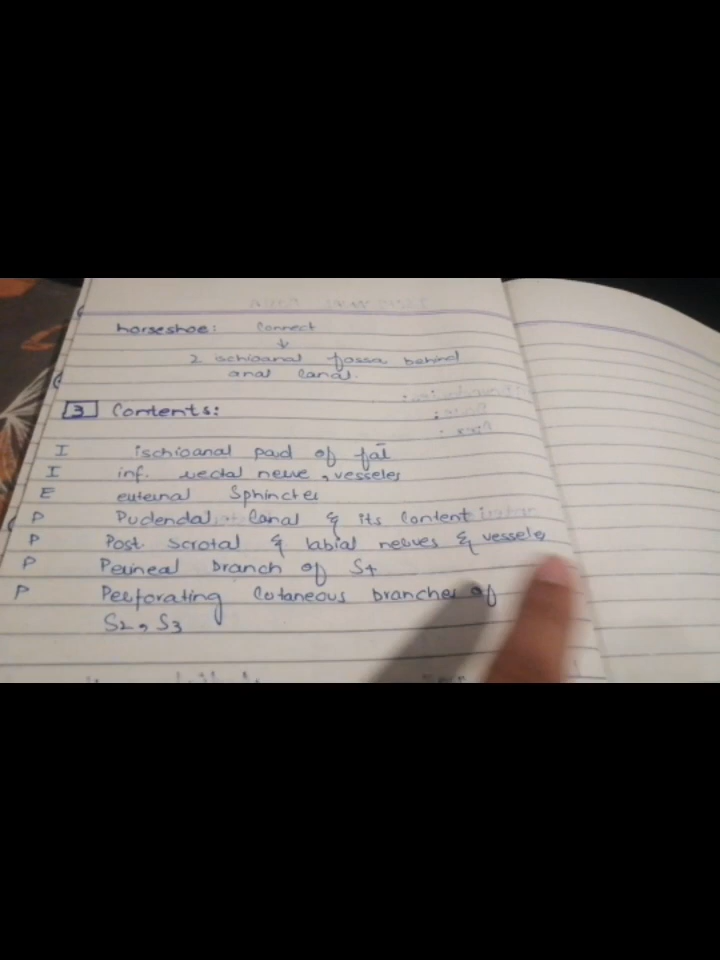 horseshoe: Connect
↓
2 ischioanal fossa behind
anal canal.
3 Contents:
I ischioanal pad of fat
I inf. rectal nerve, vesseles
E external Sphincter
P Pudendal Canal & its Content
P Post scrotal & labial nerves & vessels
P Perineal branch of S4
P Perforating Cutaneous branches of
S2, S3